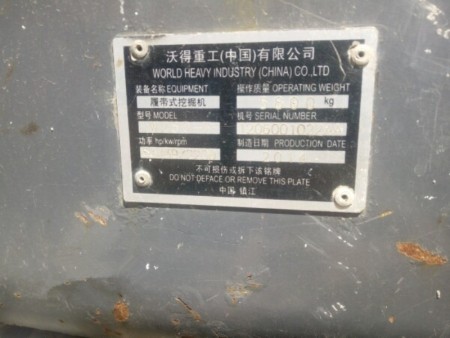 沃得重工(中国)有限公司
WORLD HEAVY INDUSTRY (CHINA) CO.,LTD
装备名称 EQUIPMENT 操作质量 OPERATING WEIGHT
履带式挖掘机 kg
型号 MODEL 机号 SERIAL NUMBER
功率 hp/kw/rpm 制造日期 PRODUCTION DATE
不可损伤或拆下该铭牌
DO NOT DEFACE OR REMOVE THIS PLATE
中国 镇江